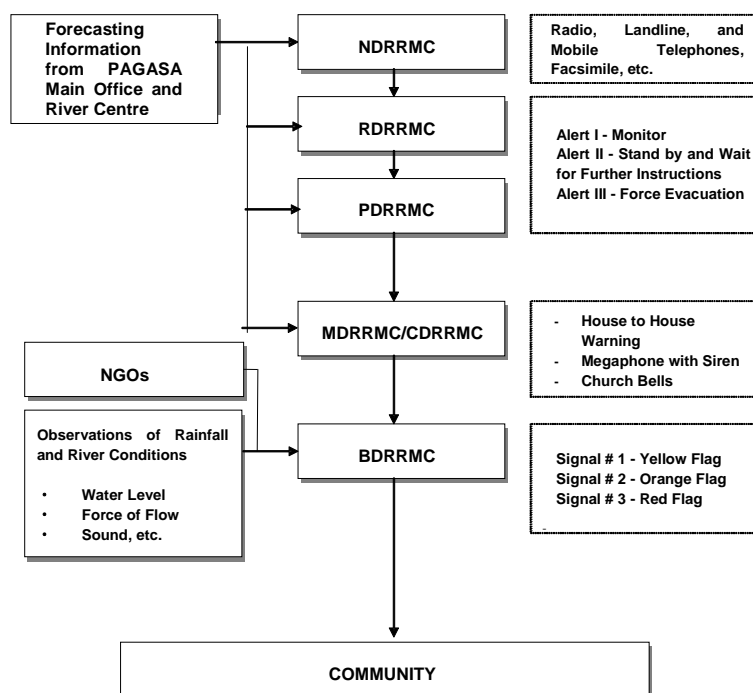 Forecasting
Information
from PAGASA
Main Office and
River Centre
NDRRMC
Radio, Landline, and
Mobile Telephones,
Facsimile, etc.
RDRRMC
Alert I - Monitor
Alert II - Stand by and Wait
for Further Instructions
Alert III - Force Evacuation
PDRRMC
MDRRMC/CDRRMC
- House to House
Warning
- Megaphone with Siren
- Church Bells
NGOs
Observations of Rainfall
and River Conditions
• Water Level
• Force of Flow
• Sound, etc.
BDRRMC
Signal # 1 - Yellow Flag
Signal # 2 - Orange Flag
Signal # 3 - Red Flag
-
COMMUNITY